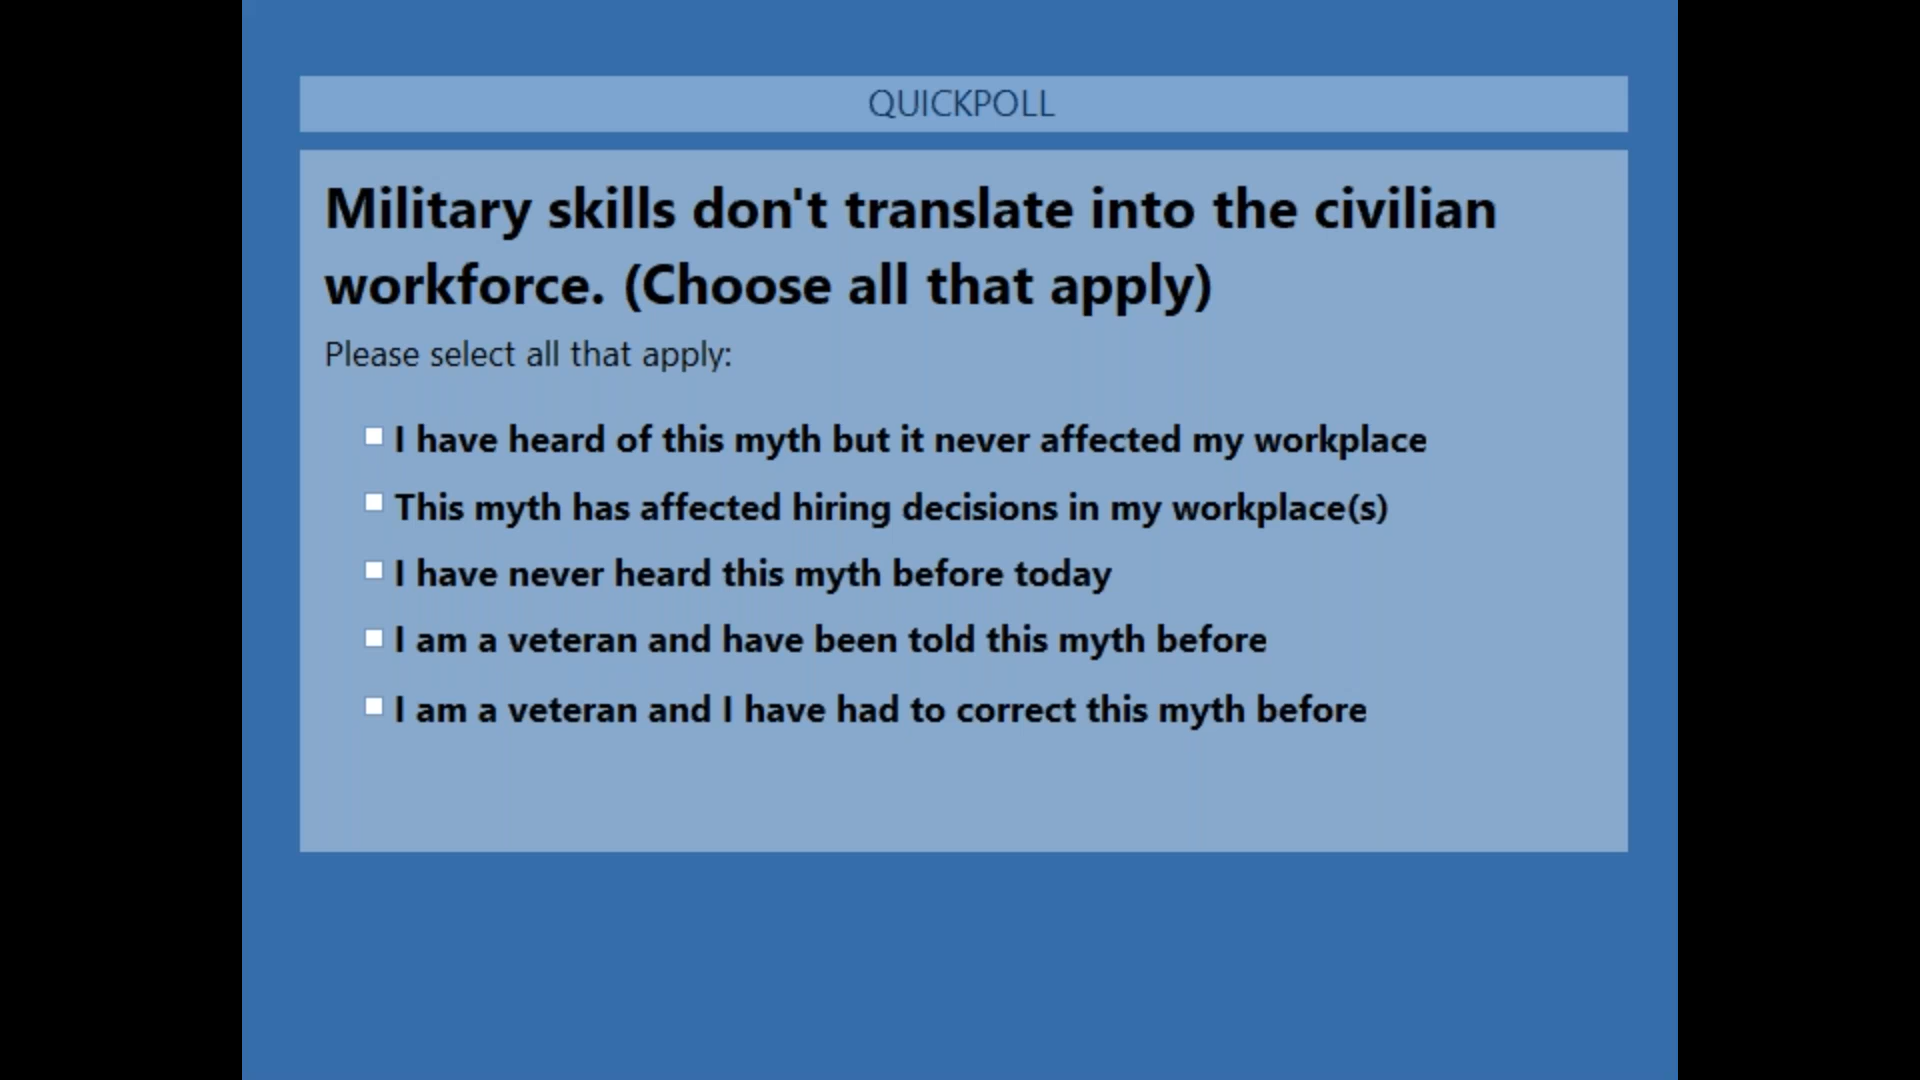 QUICKPOLL
Military skills don't translate into the civilian
workforce. (Choose all that apply)
Please select all that apply:
I have heard of this myth but it never affected my workplace
This myth has affected hiring decisions in my workplace(s)
I have never heard this myth before today
I am a veteran and have been told this myth before
I am a veteran and I have had to correct this myth before